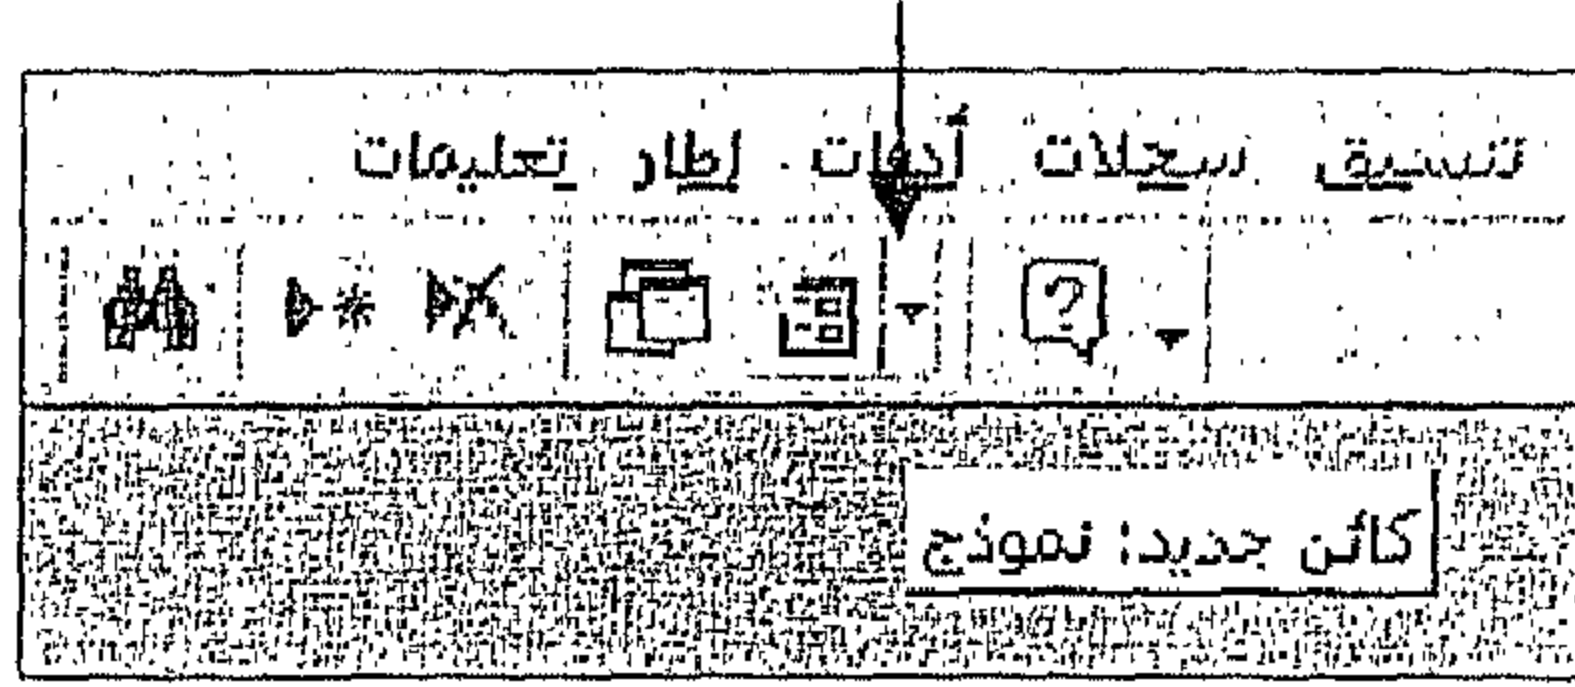 تنسيق سجلات أدوات إطار تعليمات
?
كائن جديد: نموذج